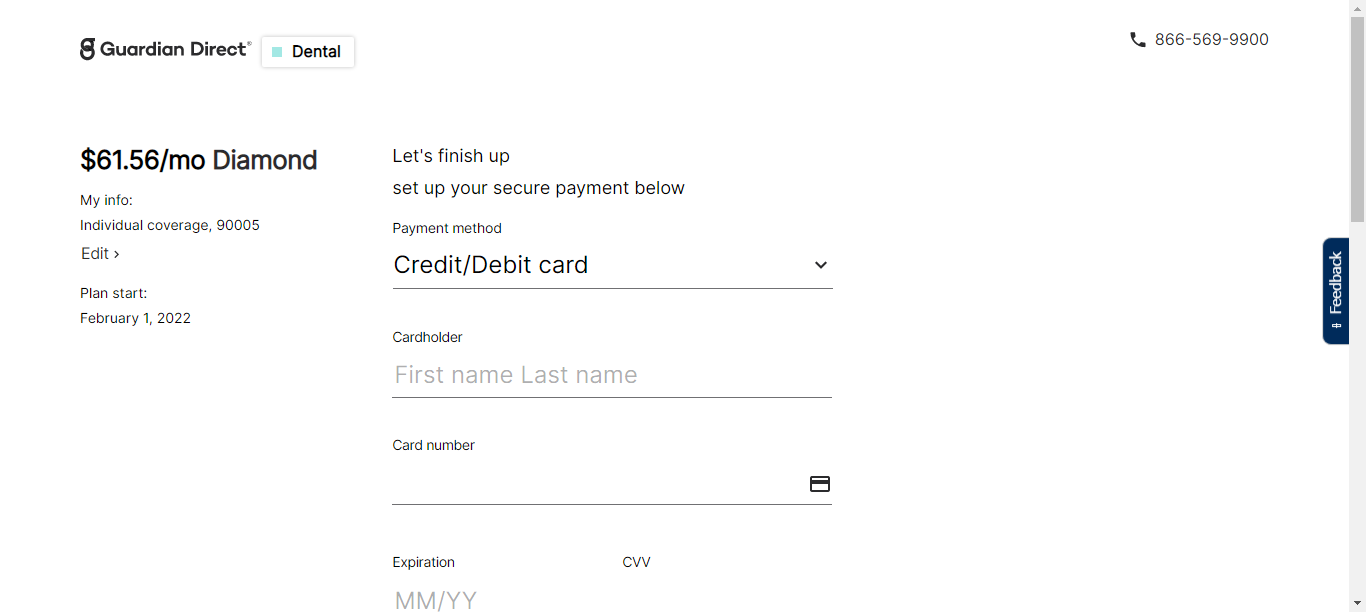 Guardian Direct®
Dental
866-569-9900
$61.56/mo Diamond
My info:
Individual coverage, 90005
Edit ›
Plan start:
February 1, 2022
Let's finish up
set up your secure payment below
Payment method
Credit/Debit card
Cardholder
First name Last name
Card number
Expiration CVV
MM/YY
Feedback